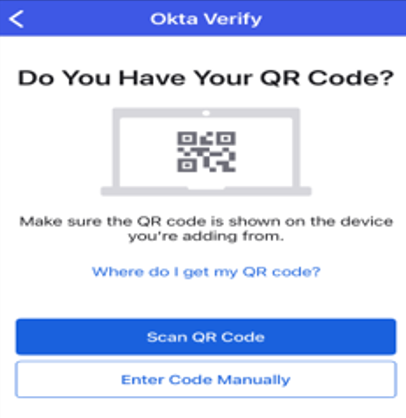 Okta Verify
Do You Have Your QR Code?
Make sure the QR code is shown on the device
you're adding from.
Where do I get my QR code?
Scan QR Code
Enter Code Manually